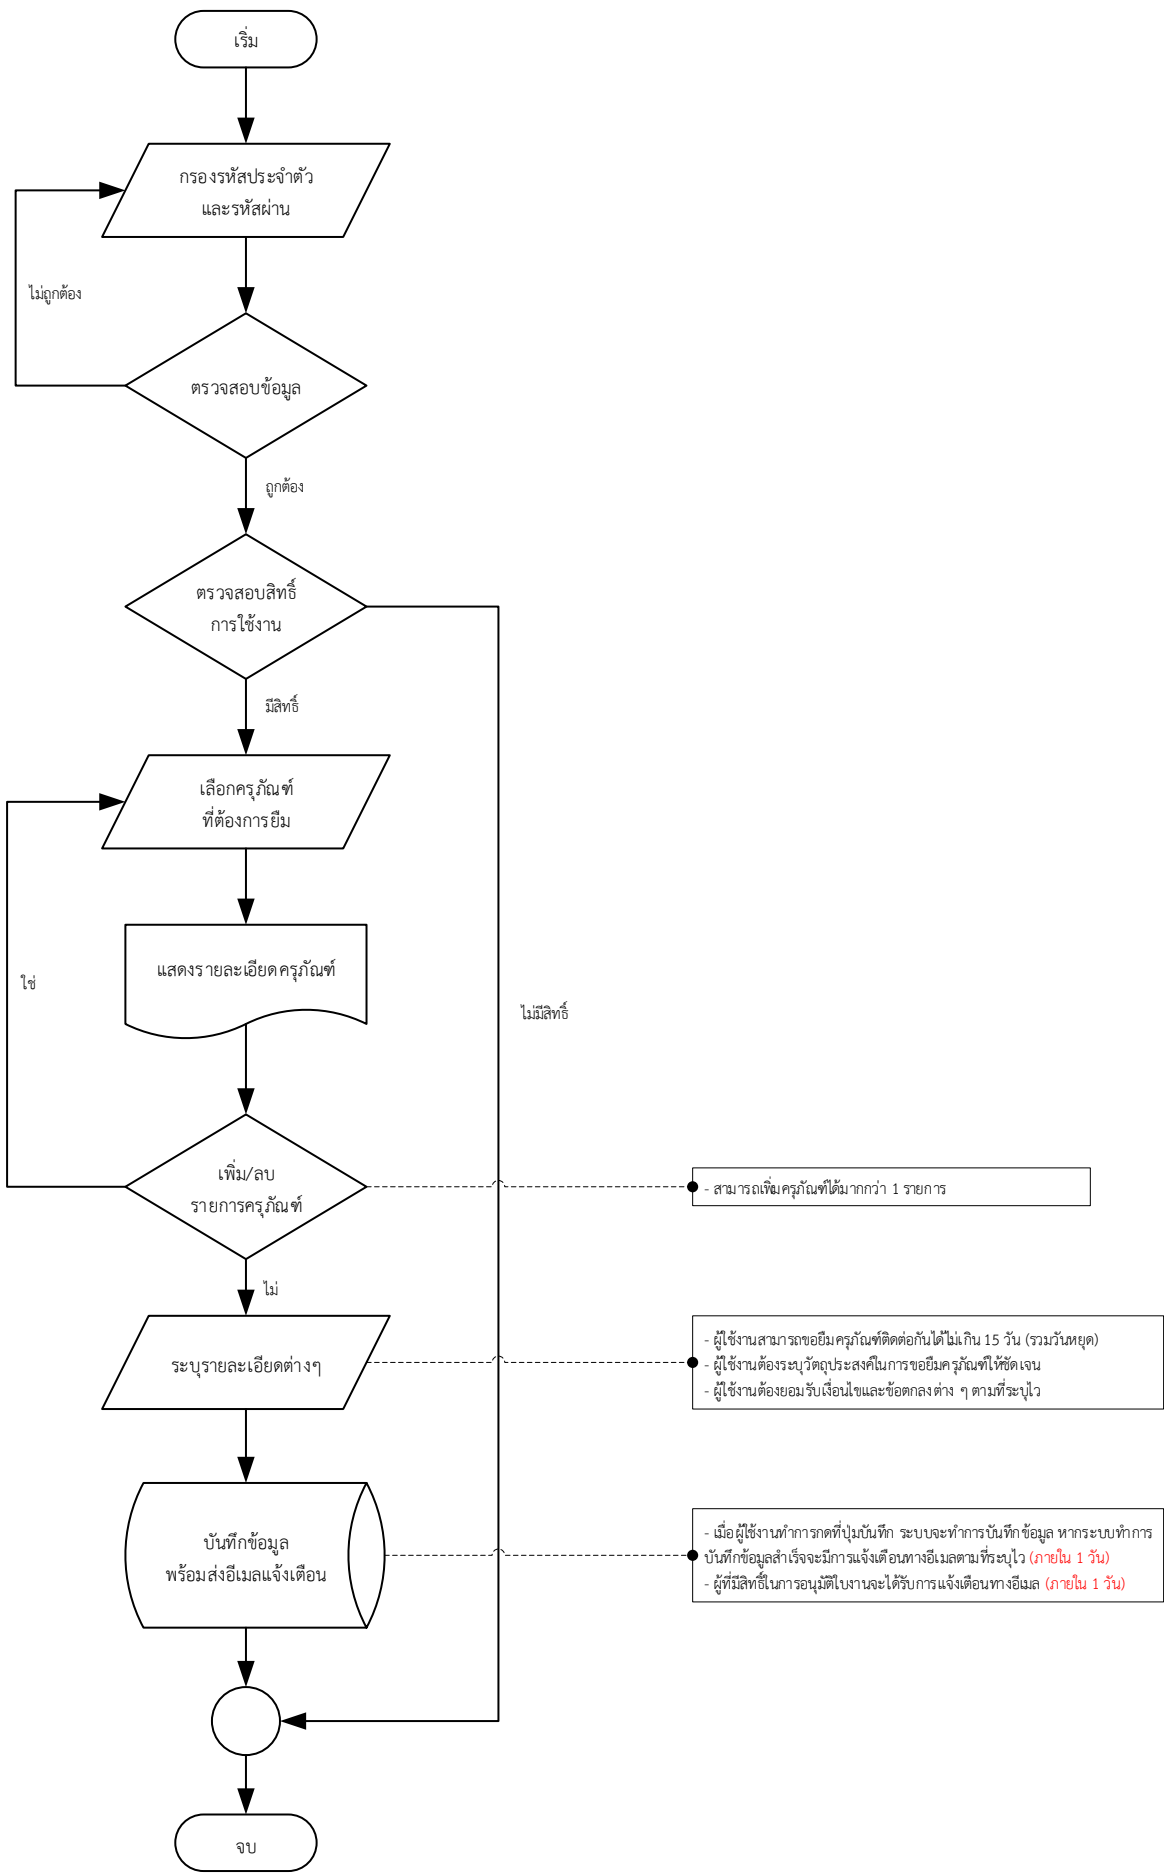 เริ่ม
กรองรหัสประจำตัว
และรหัสผ่าน
ไม่ถูกต้อง
ตรวจสอบข้อมูล
ถูกต้อง
ตรวจสอบสิทธิ์
การใช้งาน
มีสิทธิ์
เลือกครุภัณฑ์
ที่ต้องการยืม
แสดงรายละเอียดครุภัณฑ์
ใช่
ไม่มีสิทธิ์
เพิ่ม/ลบ
รายการครุภัณฑ์
- สามารถเพิ่มครุภัณฑ์ได้มากกว่า 1 รายการ
ไม่
ระบุรายละเอียดต่างๆ
- ผู้ใช้งานสามารถขอยืมครุภัณฑ์ติดต่อกันได้ไม่เกิน 15 วัน (รวมวันหยุด)
- ผู้ใช้งานต้องระบุวัตถุประสงค์ในการขอยืมครุภัณฑ์ให้ชัดเจน
- ผู้ใช้งานต้องยอมรับเงื่อนไขและข้อตกลงต่าง ๆ ตามที่ระบุไว
บันทึกข้อมูล
พร้อมส่งอีเมลแจ้งเตือน
- เมื่อผู้ใช้งานทำการกดที่ปุ่มบันทึก ระบบจะทำการบันทึกข้อมูล หากระบบทำการ
บันทึกข้อมูลสำเร็จจะมีการแจ้งเตือนทางอีเมลตามที่ระบุไว (ภายใน 1 วัน)
- ผู้ที่มีสิทธิ์ในการอนุมัติใบงานจะได้รับการแจ้งเตือนทางอีเมล (ภายใน 1 วัน)
จบ